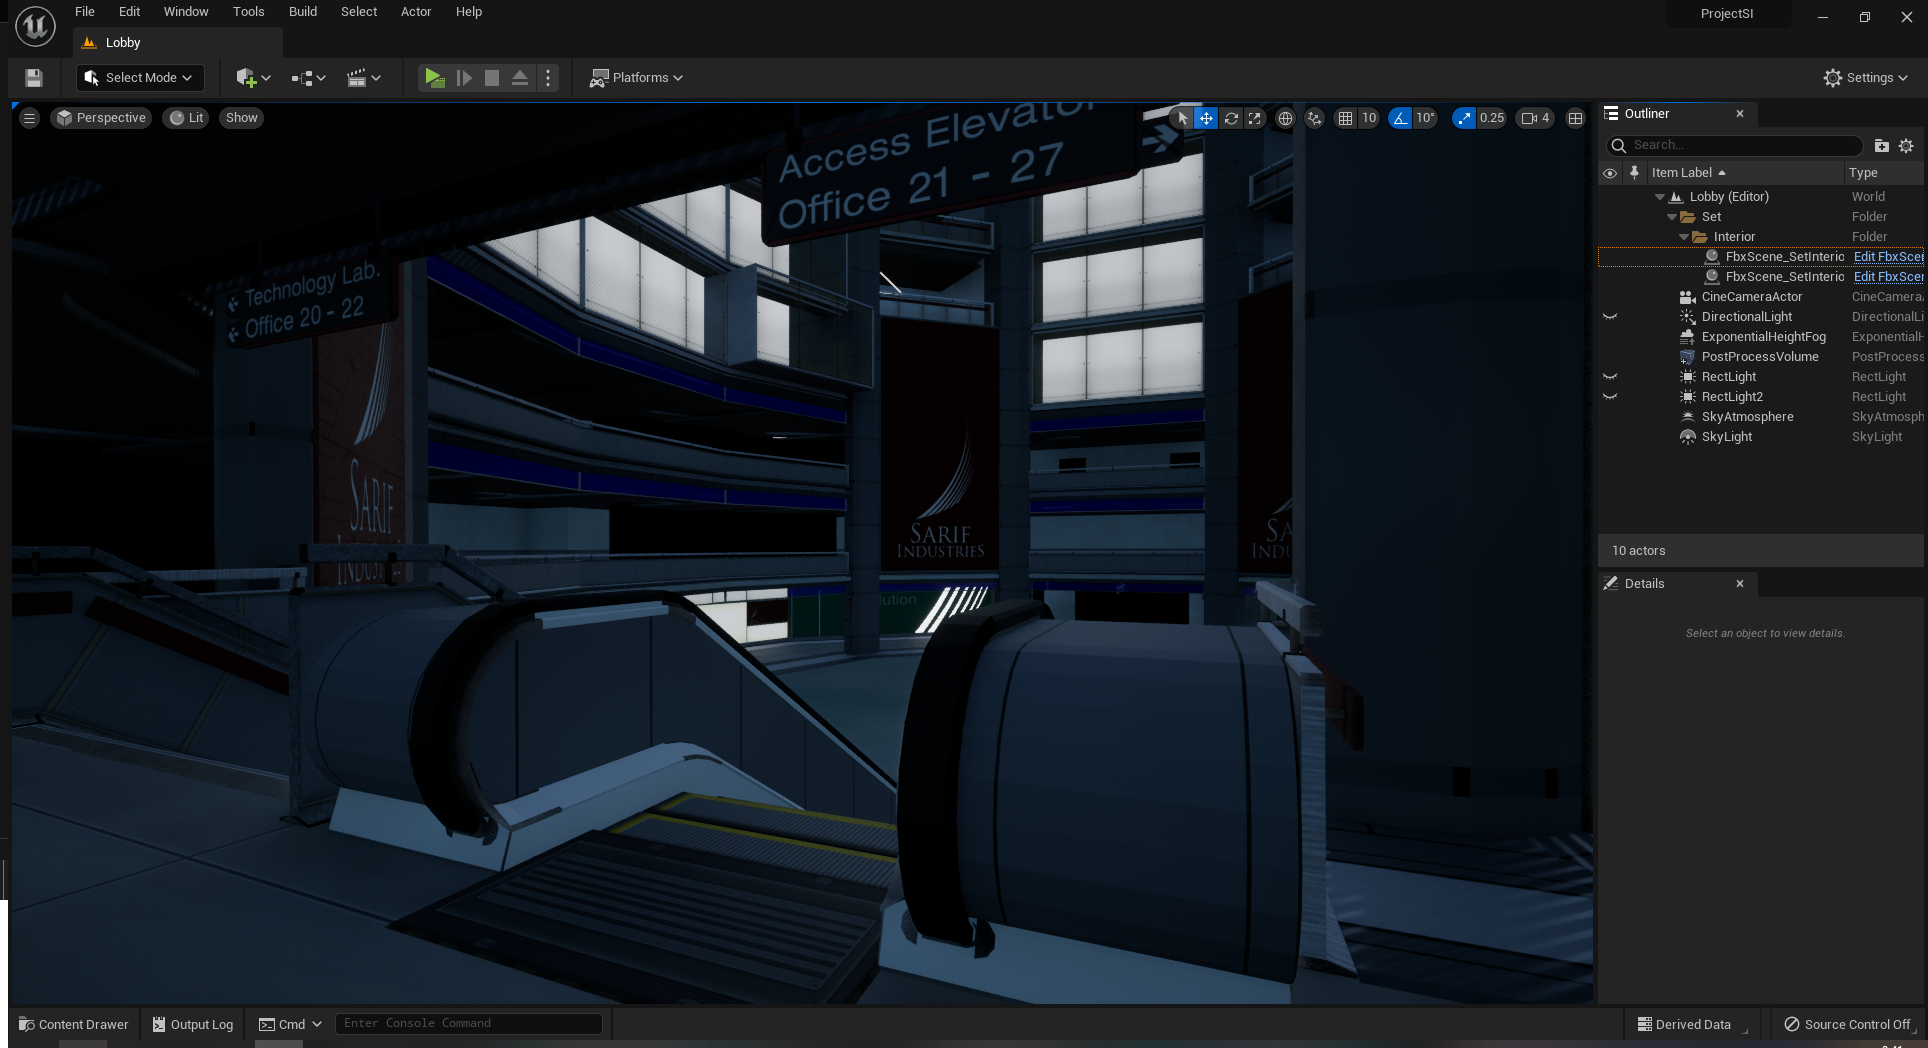 File Edit Window Tools Build Select Actor Help
ProjectSI
Lobby
Select Mode
Platforms
Settings
Perspective
Lit
Show
10
10°
0.25
4
Access Elevator
Office 21 - 27
Technology Lab.
Office 20 - 22
SARIF
INDUSTRIES
SARIF
INDUSTRIES
SA
INDU
lution
Outliner
Search...
Item Label
Type
Lobby (Editor)
World
Set
Folder
Interior
Folder
FbxScene_SetInterio
Edit FbxScer
FbxScene_SetInterio
Edit FbxScer
CineCameraActor
CineCamera
DirectionalLight
DirectionalLi
ExponentialHeightFog
Exponential
PostProcessVolume
PostProcess
RectLight
RectLight
RectLight2
RectLight
SkyAtmosphere
SkyAtmosph
SkyLight
SkyLight
10 actors
Details
Select an object to view details.
Content Drawer
Output Log
Cmd
Enter Console Command
Derived Data
Source Control Off